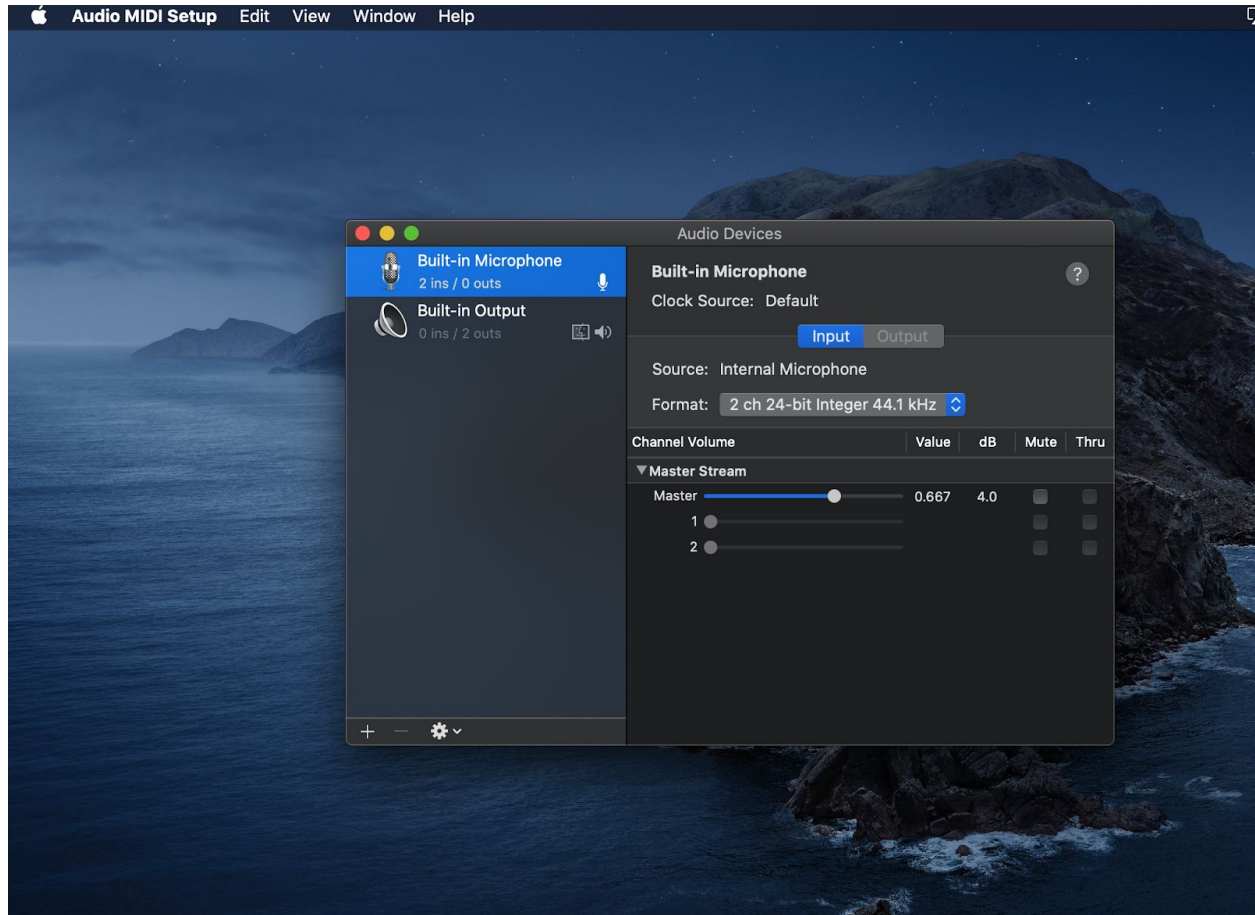 Audio MIDI Setup Edit View Window Help
Audio Devices
Built-in Microphone
2 ins / 0 outs
Built-in Output
0 ins / 2 outs
Built-in Microphone
?
Clock Source: Default
Input Output
Source: Internal Microphone
Format: 2 ch 24-bit Integer 44.1 kHz
Channel Volume Value dB Mute Thru
Master Stream
Master 0.667 4.0
1
2